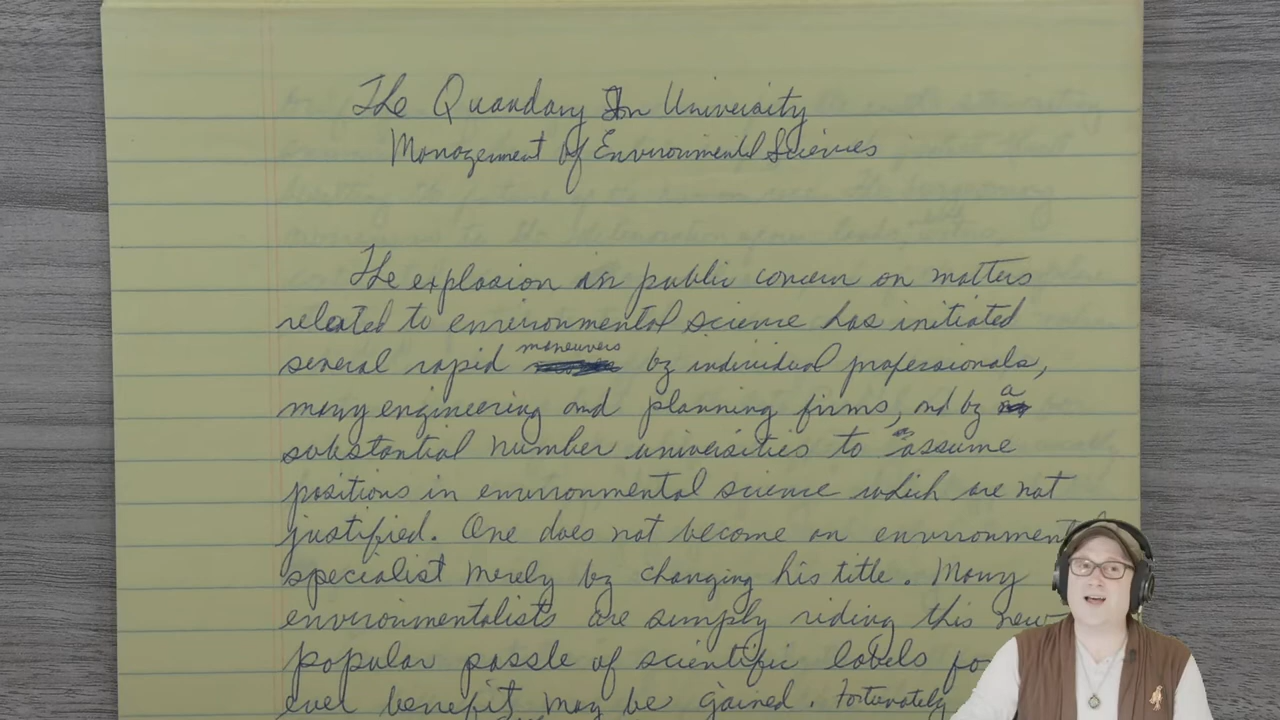 The Quandary In University
Management Of Environmental Sciences
The explosion in public concern on matters
related to environmental science has initiated
several rapid maneuvers by individual professionals,
many engineering and planning firms, and by a
substantial number universities to assume
positions in environmental science which are not
justified. One does not become an environmental
specialist merely by changing his title. Many
environmentalists are simply riding this new
popular passle of scientific labels
ever benefit may be gained. Fortunately